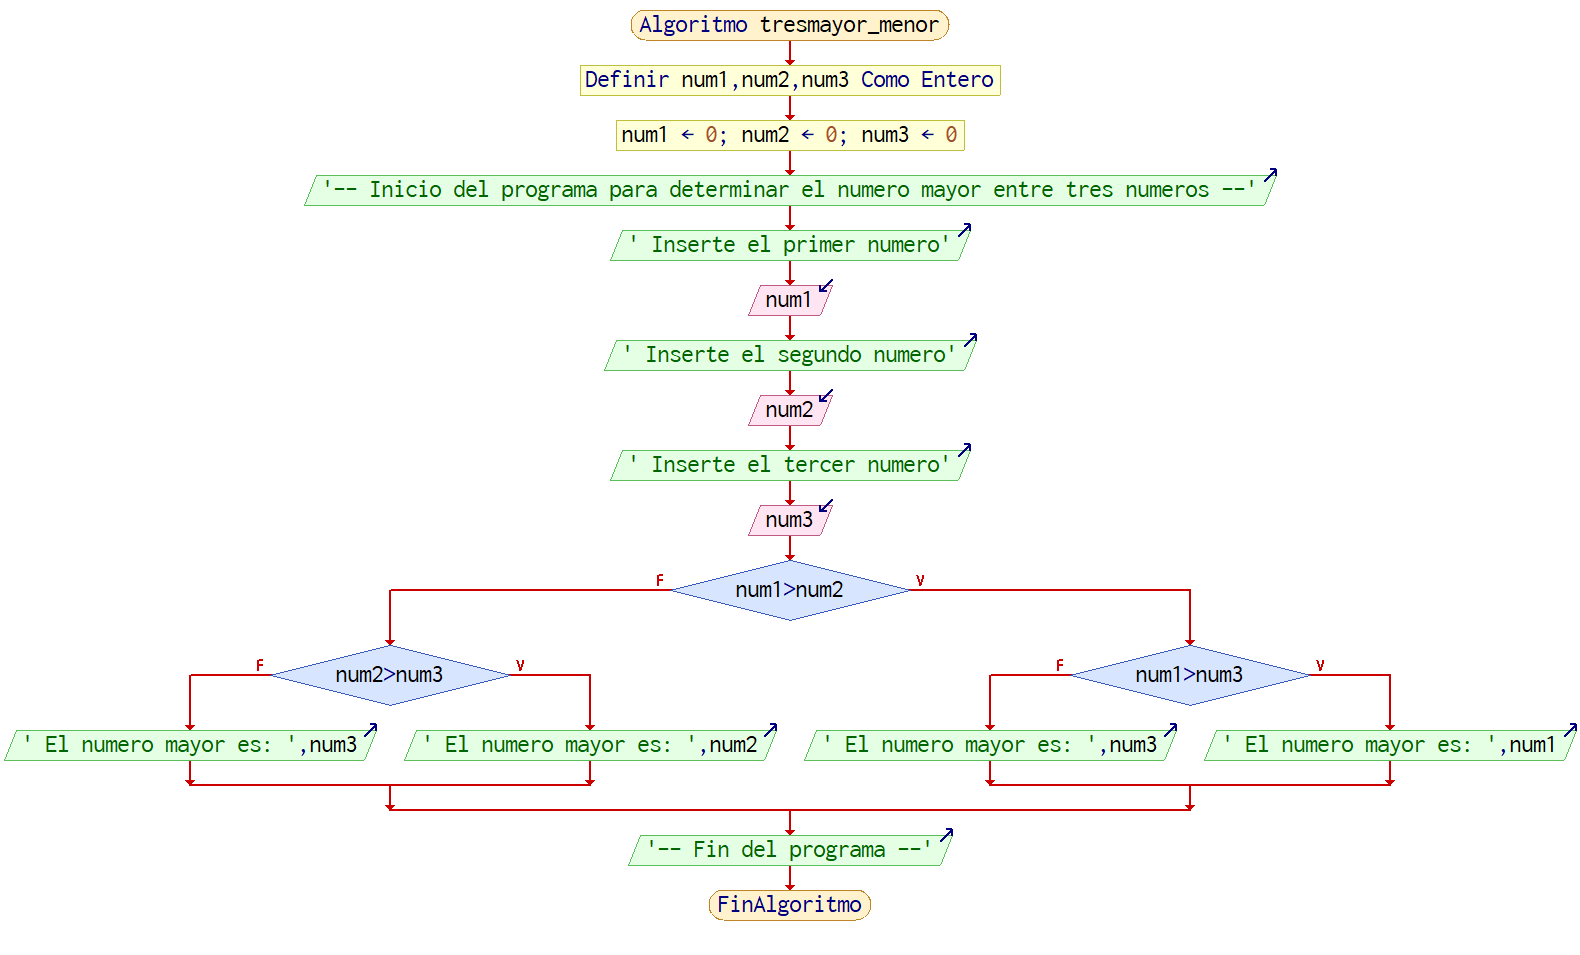 Algoritmo tresmayor_menor
Definir num1,num2,num3 Como Entero
num1 ← 0; num2 ← 0; num3 ← 0
'-- Inicio del programa para determinar el numero mayor entre tres numeros --'
' Inserte el primer numero'
num1
' Inserte el segundo numero'
num2
' Inserte el tercer numero'
num3
F
num1>num2
V
F
num2>num3
V
F
num1>num3
V
' El numero mayor es: ',num3
' El numero mayor es: ',num2
' El numero mayor es: ',num3
' El numero mayor es: ',num1
'-- Fin del programa --'
FinAlgoritmo